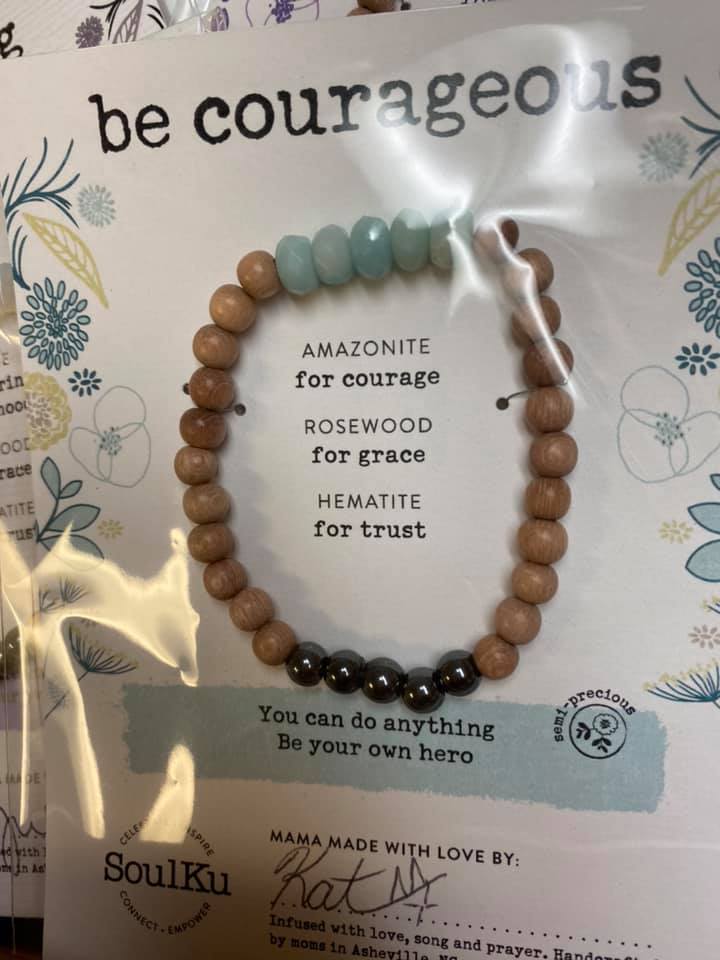 be courageous
AMAZONITE
for courage
ROSEWOOD
for grace
HEMATITE
for trust
You can do anything
Be your own hero
semi-precious
SoulKu
CONNECT • EMPOWER
MAMA MADE WITH LOVE BY:
Kat
Infused with love, song and prayer.
by moms in Asheville, NC